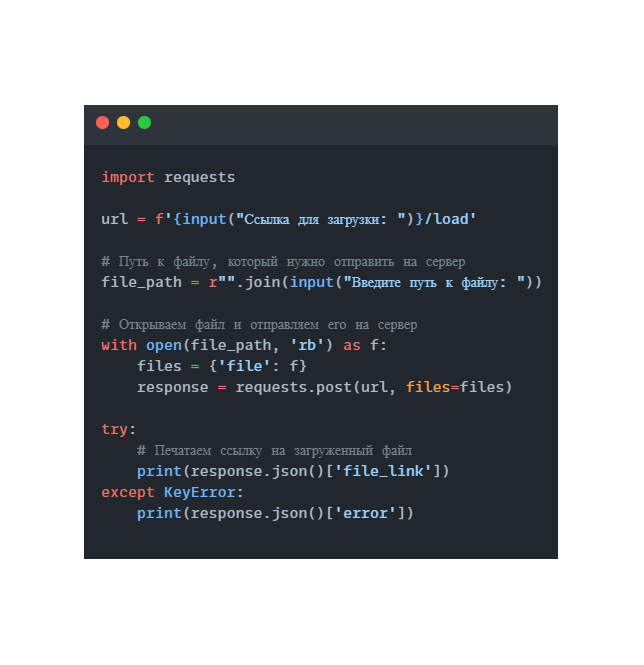 import requests
url = f'{input("Ссылка для загрузки: ")}/load'
# Путь к файлу, который нужно отправить на сервер
file_path = r"".join(input("Введите путь к файлу: "))
# Открываем файл и отправляем его на сервер
with open(file_path, 'rb') as f:
    files = {'file': f}
    response = requests.post(url, files=files)
try:
    # Печатаем ссылку на загруженный файл
    print(response.json()['file_link'])
except KeyError:
    print(response.json()['error'])